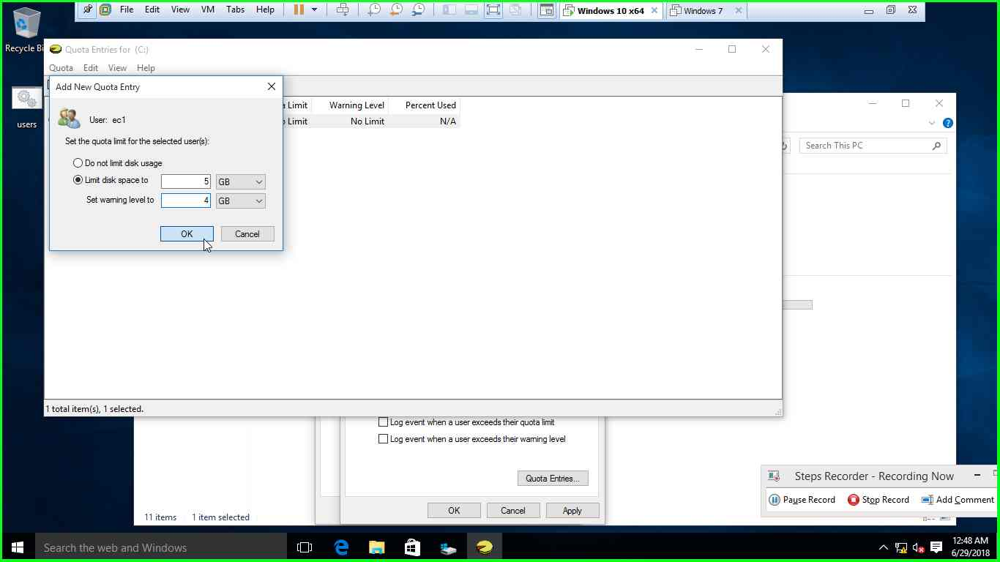 File Edit View VM Tabs Help
Windows 10 x64
Windows 7
Recycle Bi
users
Quota Entries for (C:)
Quota Edit View Help
Add New Quota Entry
User: ec1
Set the quota limit for the selected user(s):
Do not limit disk usage
Limit disk space to 5 GB
Set warning level to 4 GB
OK Cancel
Limit Warning Level Percent Used
Limit No Limit N/A
1 total item(s), 1 selected.
Search This PC
Log event when a user exceeds their quota limit
Log event when a user exceeds their warning level
Quota Entries...
OK Cancel Apply
11 items 1 item selected
Steps Recorder - Recording Now
Pause Record Stop Record Add Comment
Search the web and Windows
12:48 AM
6/29/2018